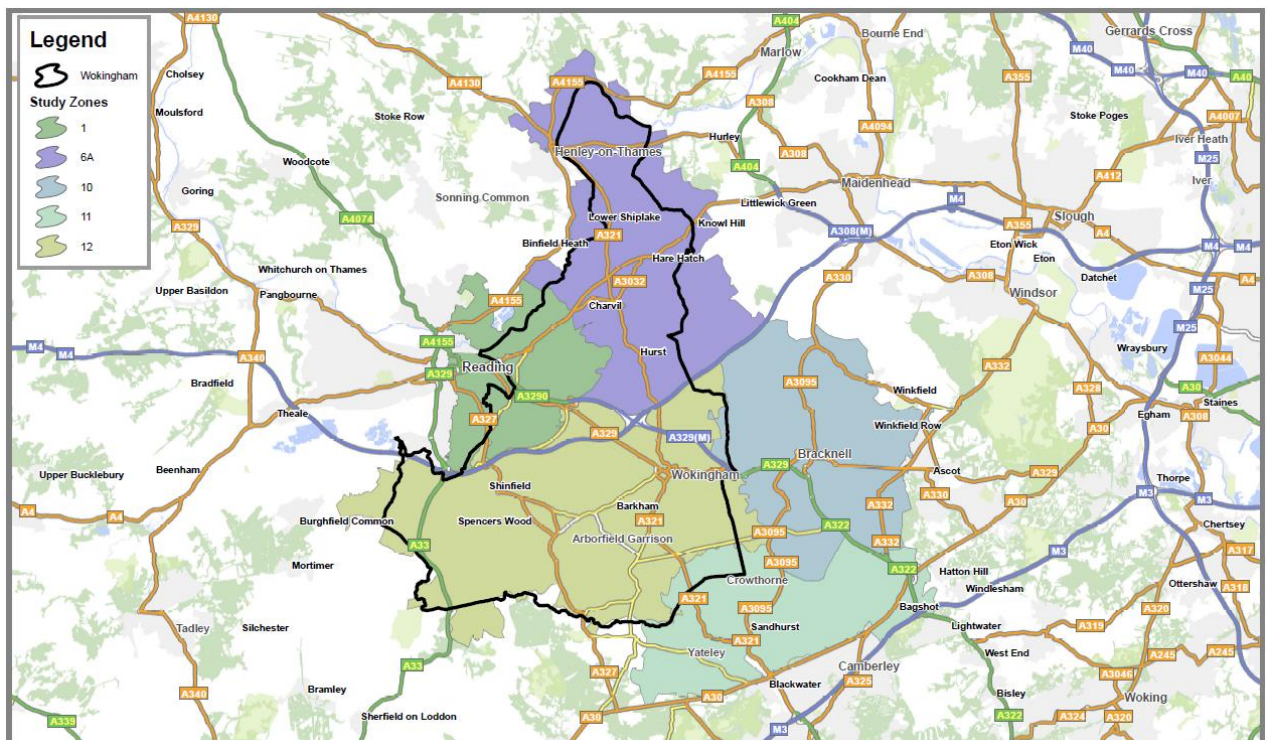 Legend
Wokingham
Study Zones
1
6A
10
11
12
A4130
Cholsey
Moulsford
A4130
Stoke Row
A4155
A4155
Marlow
A404
Bourne End
Cookham Dean
A308
A4094
A355
M40
Gerrards Cross
M40
M40
A40
Stoke Poges
A4007
Iver Heath
M25
Iver
A412
Woodcote
Goring
A329
A4074
Sonning Common
Henley-on-Thames
Hurley
A404
A308
Maidenhead
Littlewick Green
M4
Slough
A355
A4
Lower Shiplake
A321
Knowl Hill
A308(M)
Eton Wick
Eton
M4
M4
Binfield Heath
Hare Hatch
A330
A308
Datchet
A4
Whitchurch on Thames
Upper Basildon
Pangbourne
A4155
A3032
Charvil
Windsor
M25
M4
M4
A340
A4155
Reading
A329
Hurst
Wraysbury
M25
A3044
Bradfield
A3290
A3095
Winkfield
A332
A328
A30
Staines
Theale
A327
A329
A329(M)
Winkfield Row
Egham
A308
A30
Upper Bucklebury
Beenham
Wokingham
A329
Bracknell
Ascot
A329
Thorpe
A4
A4
Shinfield
Barkham
A332
A330
A30
M3
M3
Burghfield Common
Spencers Wood
A321
A322
Chertsey
A33
Arborfield Garrison
A3095
A332
M3
A317
Mortimer
A3095
A322
Hatton Hill
Ottershaw
A318
Crowthorne
Windlesham
A320
Tadley
Silchester
A321
A3095
Bagshot
Sandhurst
Lightwater
A319
A321
Yateley
West End
A245
A245
A33
A327
Camberley
A3046
A340
Bramley
A30
Blackwater
A325
Bisley
Woking
A339
Sherfield on Loddon
A30
M3
A322
A324
A320